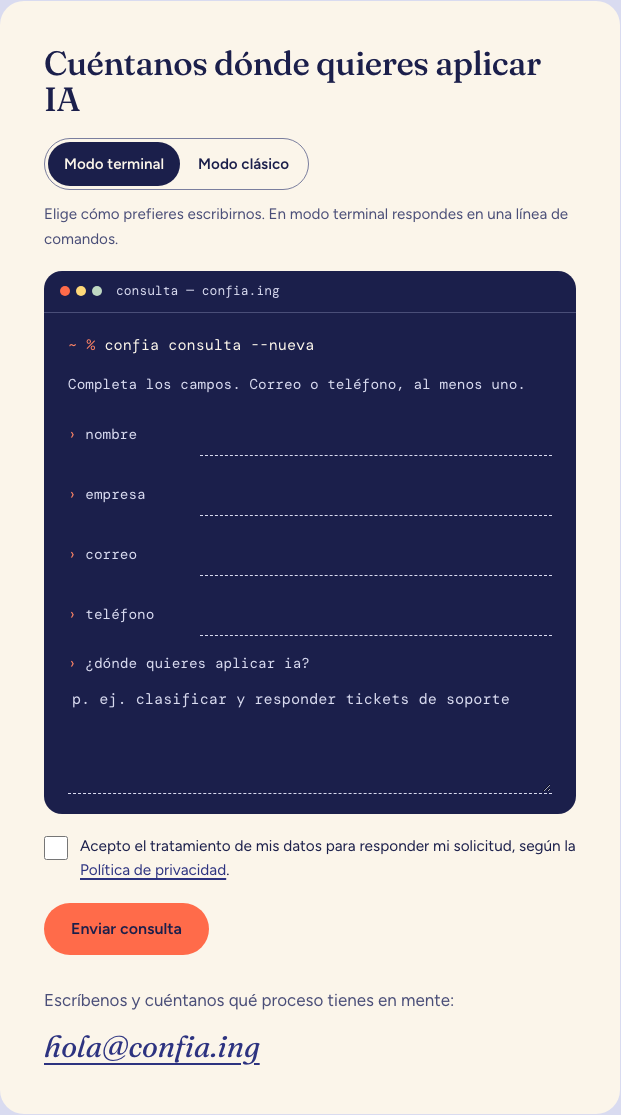 Cuéntanos dónde quieres aplicar
IA
Modo terminal
Modo clásico
Elige cómo prefieres escribirnos. En modo terminal respondes en una línea de
comandos.
consulta — confia.ing
~ % confia consulta --nueva
Completa los campos. Correo o teléfono, al menos uno.
› nombre
› empresa
› correo
› teléfono
› ¿dónde quieres aplicar ia?
p. ej. clasificar y responder tickets de soporte
Acepto el tratamiento de mis datos para responder mi solicitud, según la
Política de privacidad.
Enviar consulta
Escríbenos y cuéntanos qué proceso tienes en mente:
hola@confia.ing